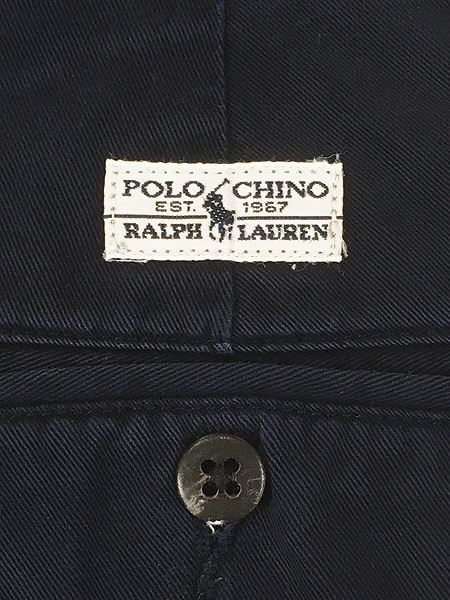 POLO CHINO
EST. 1967
RALPH LAUREN